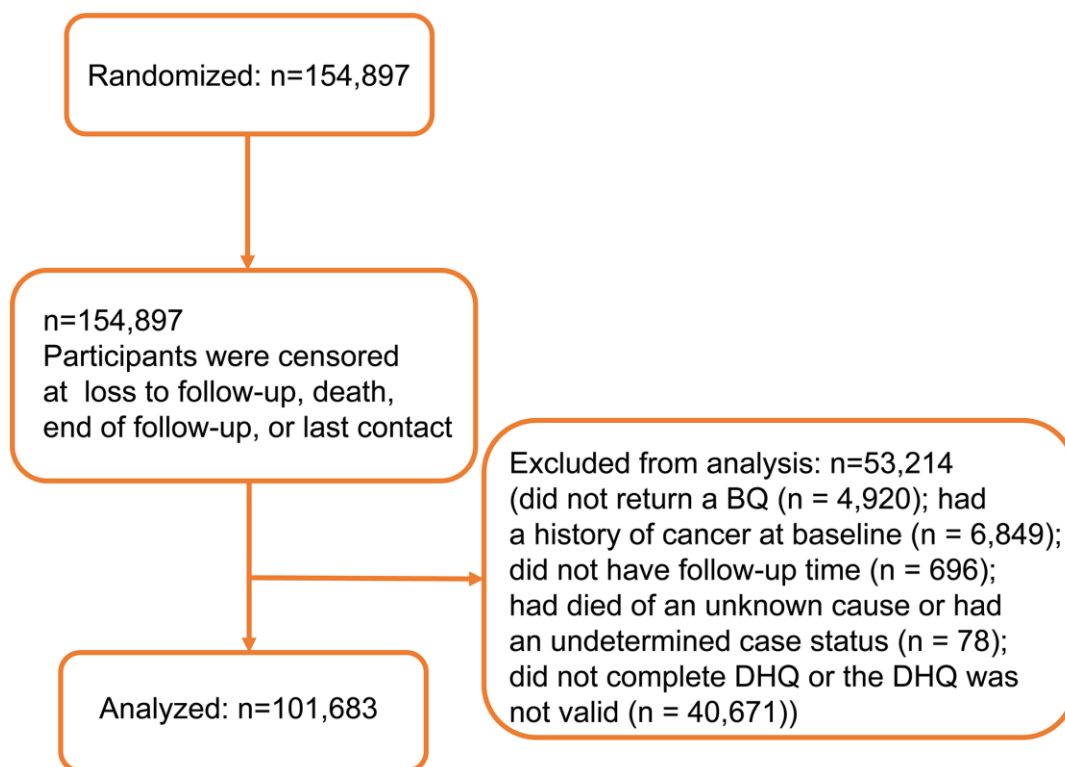 Randomized: n=154,897
n=154,897
Participants were censored
at  loss to follow-up, death,
end of follow-up, or last contact
Excluded from analysis: n=53,214
(did not return a BQ (n = 4,920); had
a history of cancer at baseline (n = 6,849);
did not have follow-up time (n = 696);
had died of an unknown cause or had
an undetermined case status (n = 78);
did not complete DHQ or the DHQ was
not valid (n = 40,671))
Analyzed: n=101,683